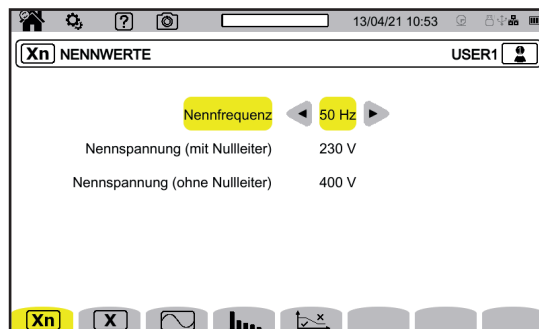 ? 13/04/21 10:53
Xn NENNWERTE USER1
Nennfrequenz 50 Hz
Nennspannung (mit Nullleiter) 230 V
Nennspannung (ohne Nullleiter) 400 V
Xn X